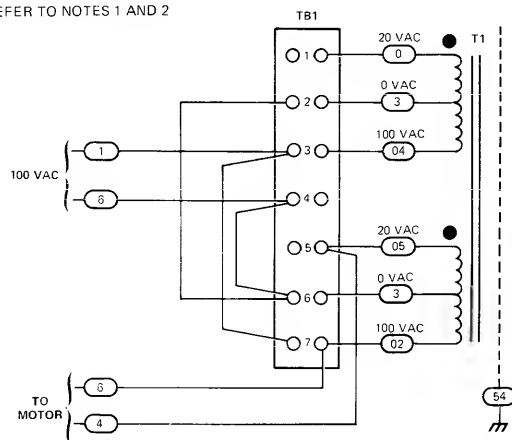 EFER TO NOTES 1 AND 2
TB1
T1
20 VAC
0
1
0 VAC
3
2
100 VAC
04
3
1
100 VAC
6
4
20 VAC
05
5
0 VAC
3
6
100 VAC
02
7
6
TO
MOTOR
4
54